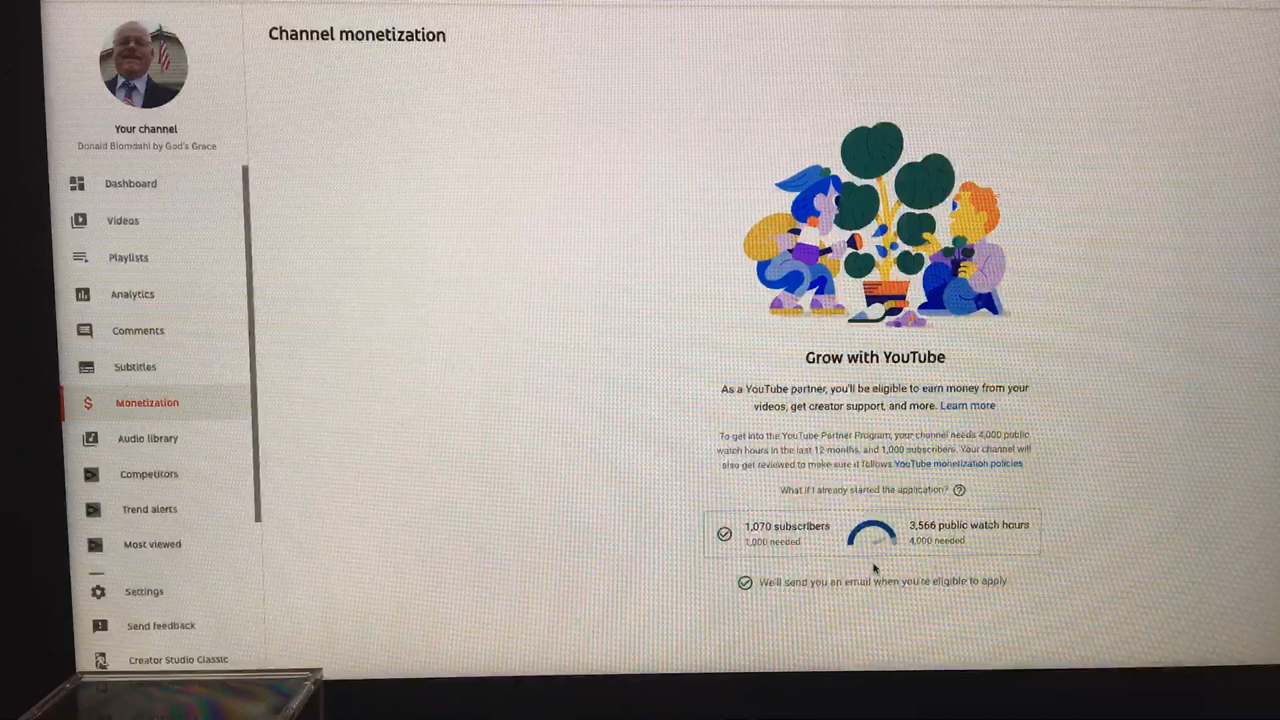 Channel monetization
Your channel
Donald Blomdahl by God's Grace
Dashboard
Videos
Playlists
Analytics
Comments
Subtitles
Monetization
Audio library
Competitors
Trend alerts
Most viewed
Settings
Send feedback
Creator Studio Classic
Grow with YouTube
As a YouTube partner, you'll be eligible to earn money from your
videos, get creator support, and more. Learn more
To get into the YouTube Partner Program, your channel needs 4,000 public
watch hours in the last 12 months, and 1,000 subscribers. Your channel will
also get reviewed to make sure it follows YouTube monetization policies
What if I already started the application? ?
1,070 subscribers
1,000 needed
3,566 public watch hours
4,000 needed
We'll send you an email when you're eligible to apply